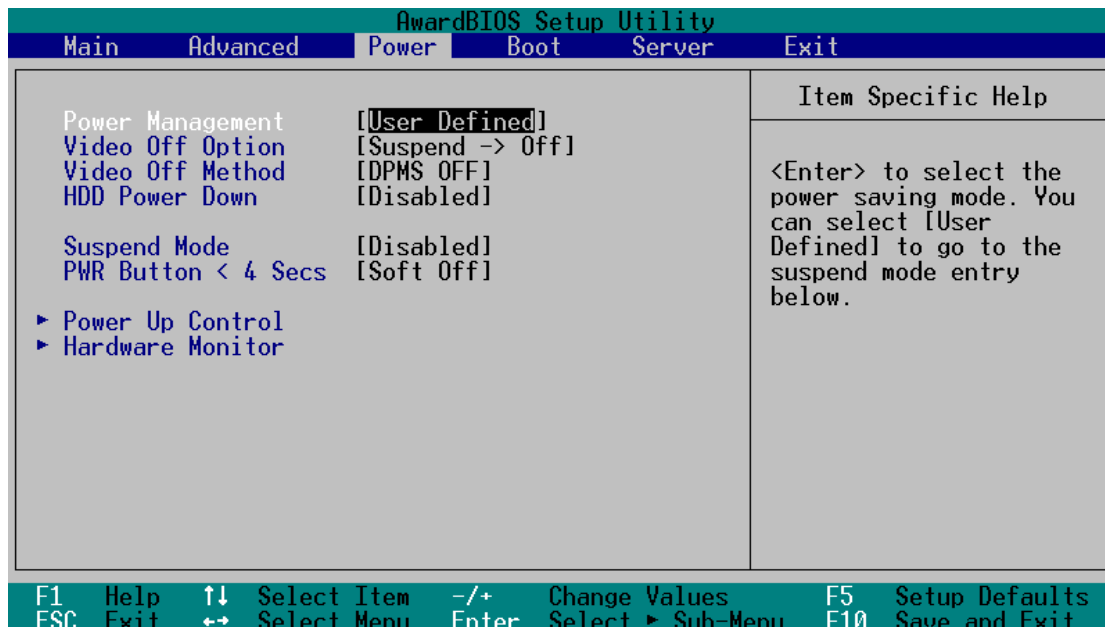 AwardBIOS Setup Utility
Main Advanced Power Boot Server Exit
Power Management [User Defined]
Video Off Option [Suspend -> Off]
Video Off Method [DPMS OFF]
HDD Power Down [Disabled]
Suspend Mode [Disabled]
PWR Button < 4 Secs [Soft Off]
► Power Up Control
► Hardware Monitor
Item Specific Help
<Enter> to select the
power saving mode. You
can select [User
Defined] to go to the
suspend mode entry
below.
F1 Help ↑↓ Select Item -/+ Change Values F5 Setup Defaults
ESC Exit ←→ Select Menu Enter Select ► Sub-Menu F10 Save and Exit